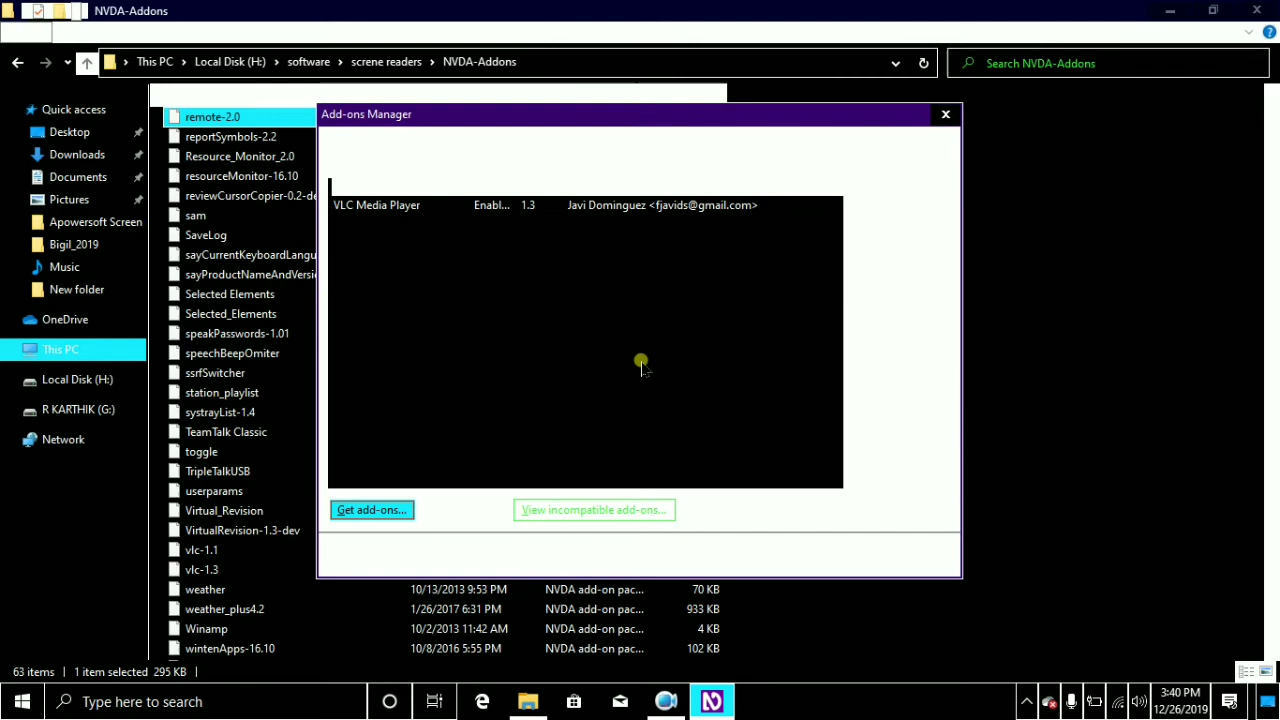 NVDA-Addons
This PC
Local Disk (H:)
software
screne readers
NVDA-Addons
Search NVDA-Addons
Quick access
Desktop
Downloads
Documents
Pictures
Apowersoft Screen
Bigil_2019
Music
New folder
OneDrive
This PC
Local Disk (H:)
R KARTHIK (G:)
Network
remote-2.0
reportSymbols-2.2
Resource_Monitor_2.0
resourceMonitor-16.10
reviewCursorCopier-0.2-de
sam
SaveLog
sayCurrentKeyboardLangu
sayProductNameAndVersi
Selected Elements
Selected_Elements
speakPasswords-1.01
speechBeepOmiter
ssrfSwitcher
station_playlist
systrayList-1.4
TeamTalk Classic
toggle
TripleTalkUSB
userparams
Virtual_Revision
VirtualRevision-1.3-dev
vlc-1.1
vlc-1.3
weather 10/13/2013 9:53 PM NVDA add-on pac... 70 KB
weather_plus4.2 1/26/2017 6:31 PM NVDA add-on pac... 933 KB
Winamp 10/2/2013 11:42 AM NVDA add-on pac... 4 KB
wintenApps-16.10 10/8/2016 5:55 PM NVDA add-on pac... 102 KB
Add-ons Manager
VLC Media Player Enabl... 1.3 Javi Dominguez <fjavids@gmail.com>
Get add-ons...
View incompatible add-ons...
63 items
1 item selected 295 KB
Type here to search
3:40 PM
12/26/2019